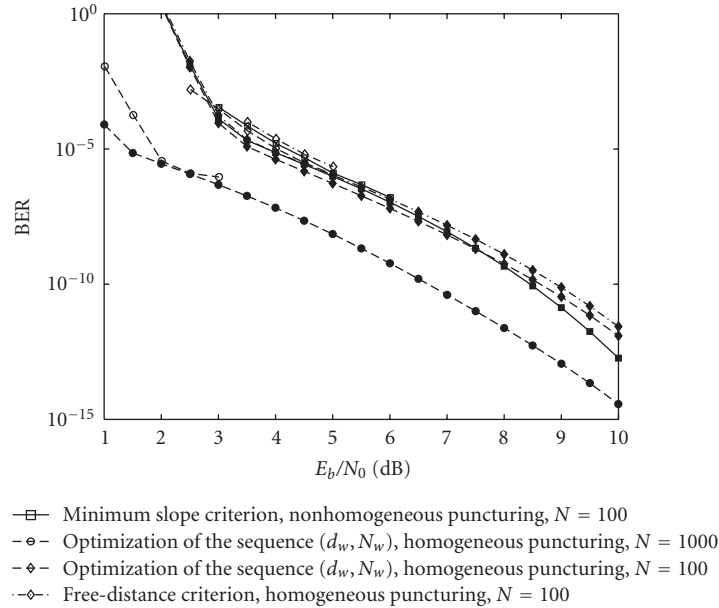 10^0
10^−5
10^−10
10^−15
BER
1 2 3 4 5 6 7 8 9 10
E_b/N_0 (dB)
Minimum slope criterion, nonhomogeneous puncturing, N = 100
Optimization of the sequence (d_w, N_w), homogeneous puncturing, N = 1000
Optimization of the sequence (d_w, N_w), homogeneous puncturing, N = 100
Free-distance criterion, homogeneous puncturing, N = 100